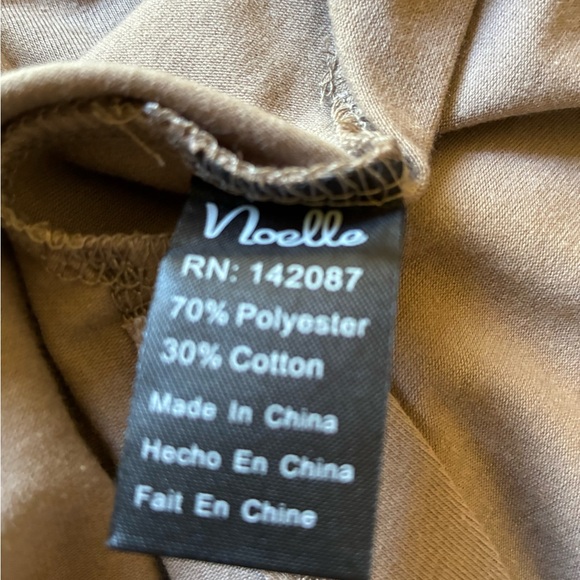 Noelle
RN: 142087
70% Polyester
30% Cotton
Made In China
Hecho En China
Fait En Chine